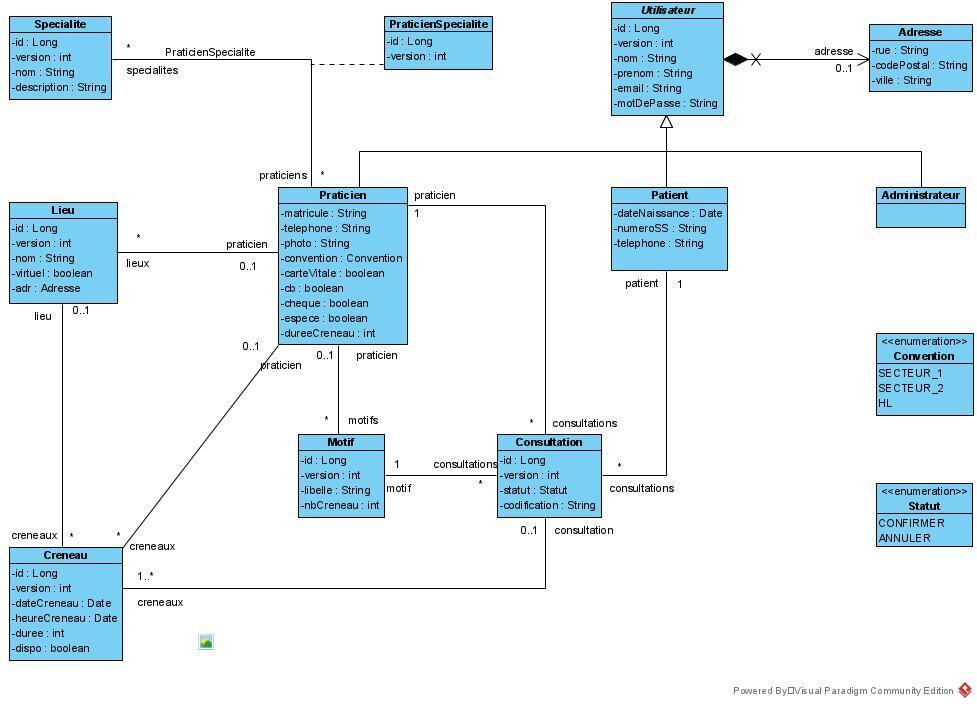 Specialite
-id : Long
-version : int
-nom : String
-description : String
*
specialites
PraticienSpecialite
praticiens
*
PraticienSpecialite
-id : Long
-version : int
Utilisateur
-id : Long
-version : int
-nom : String
-prenom : String
-email : String
-motDePasse : String
adresse
0..1
Adresse
-rue : String
-codePostal : String
-ville : String
Lieu
-id : Long
-version : int
-nom : String
-virtuel : boolean
-adr : Adresse
*
lieux
praticien
0..1
lieu
0..1
Praticien
-matricule : String
-telephone : String
-photo : String
-convention : Convention
-carteVitale : boolean
-cb : boolean
-cheque : boolean
-espece : boolean
-dureeCreneau : int
praticien
1
Patient
-dateNaissance : Date
-numeroSS : String
-telephone : String
patient
1
Administrateur
<<enumeration>>
Convention
SECTEUR_1
SECTEUR_2
HL
0..1
praticien
0..1
praticien
*
motifs
*
consultations
Motif
-id : Long
-version : int
-libelle : String
-nbCreneau : int
1
motif
consultations
*
Consultation
-id : Long
-version : int
-statut : Statut
-codification : String
*
consultations
0..1
consultation
<<enumeration>>
Statut
CONFIRMER
ANNULER
creneaux
*
*
creneaux
Creneau
-id : Long
-version : int
-dateCreneau : Date
-heureCreneau : Date
-duree : int
-dispo : boolean
1..*
creneaux
Powered By Visual Paradigm Community Edition